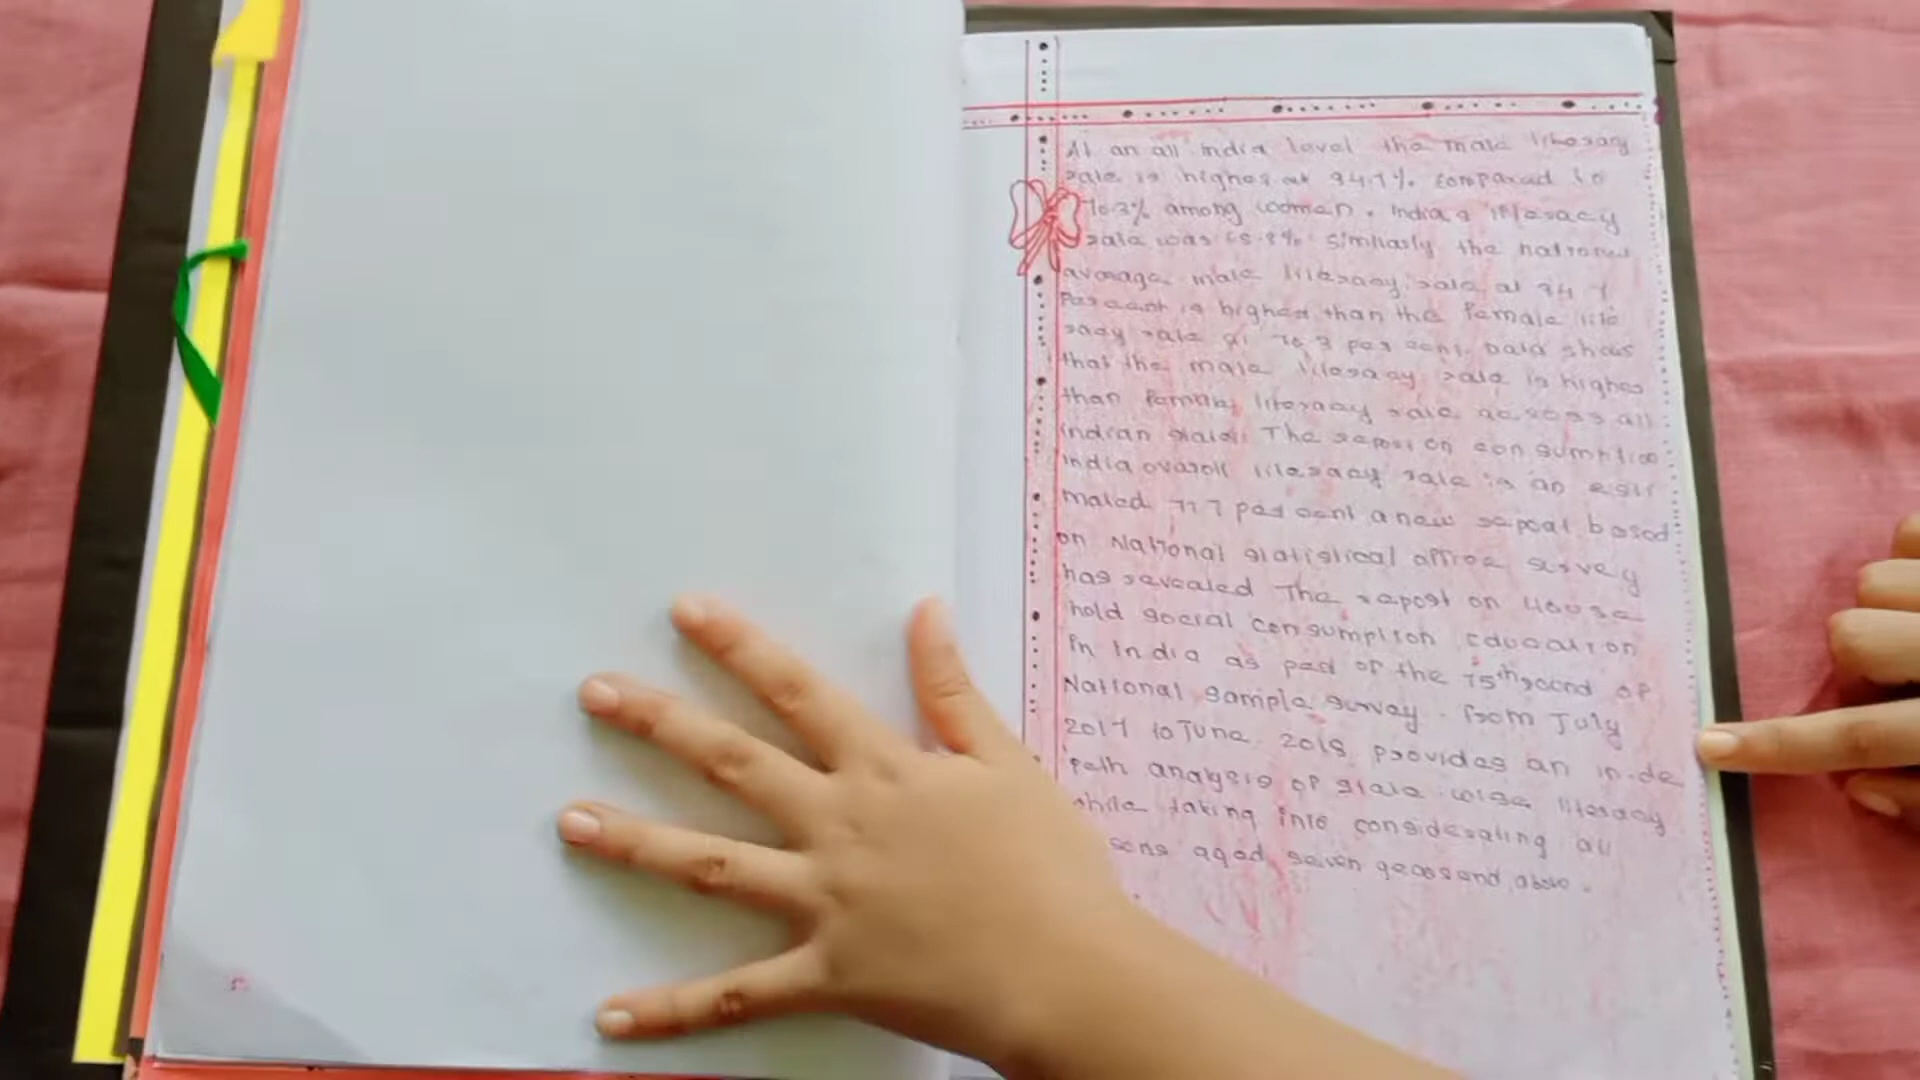 At an all india level the male literacy
rate is higher at 84.7% compared to
70.3% among women. India s literacy
rate was 65.8% similiarly the national
average male literacy rate at 84 7
Percent is higher than the female lite
racy rate at 70 3 per cent. Data shows
that the male literacy rate is higher
than female literacy rate across all
indian states The report on consumption
India overall literacy rate is an esti
mated 77 7 per cent a new repoat based
on National statistical office survey
has revealed The report on House
hold social consumption Education
in India as part of the 75th round of
National sample survey. from July
2017 to June 2018 provides an in-de
pth analysis of state wise literacy
while taking into considerating all
sons aged seven years and above.